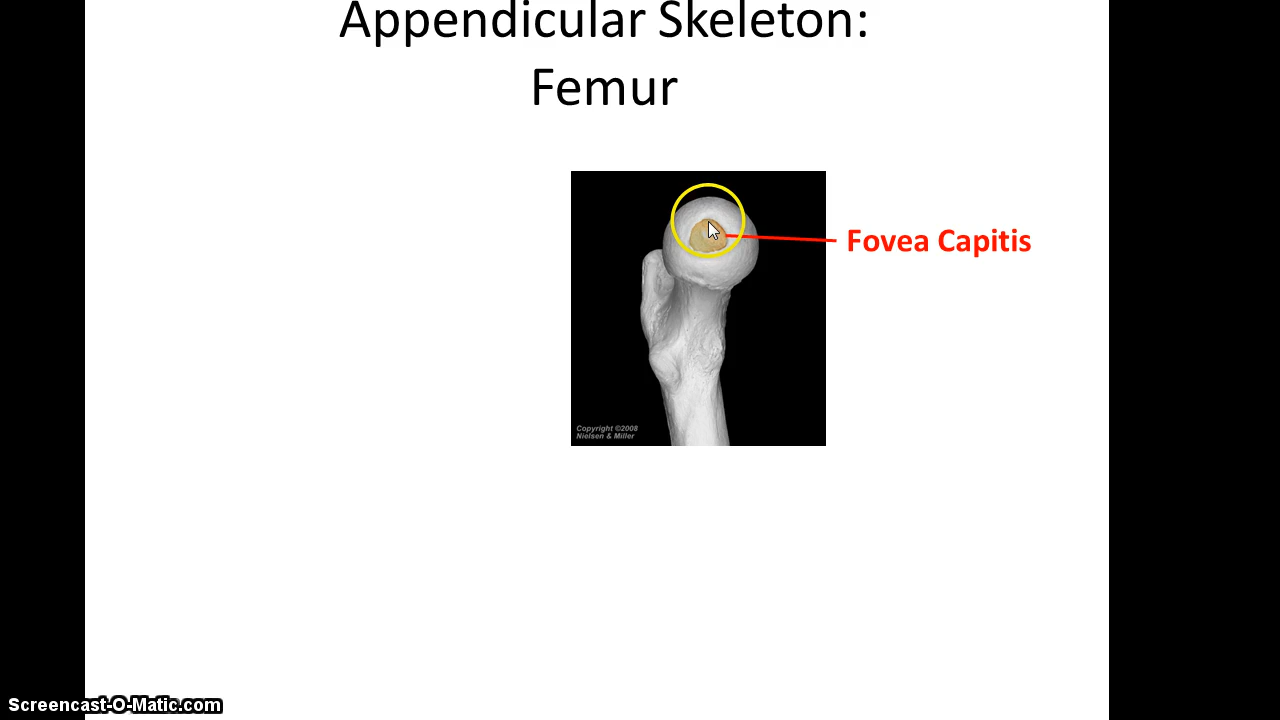 Appendicular Skeleton:
Femur
Fovea Capitis
Copyright ©2008
Nielsen & Miller
Screencast-O-Matic.com